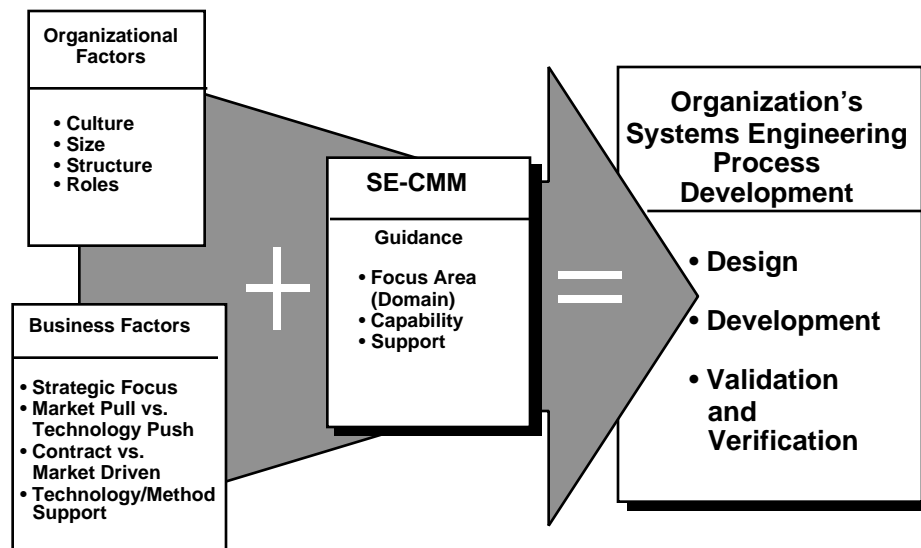 Organizational
Factors
• Culture
• Size
• Structure
• Roles
Business Factors
• Strategic Focus
• Market Pull vs.
Technology Push
• Contract vs.
Market Driven
• Technology/Method
Support
+
SE-CMM
Guidance
• Focus Area
(Domain)
• Capability
• Support
=
Organization’s
Systems Engineering
Process
Development
• Design
• Development
• Validation
and
Verification